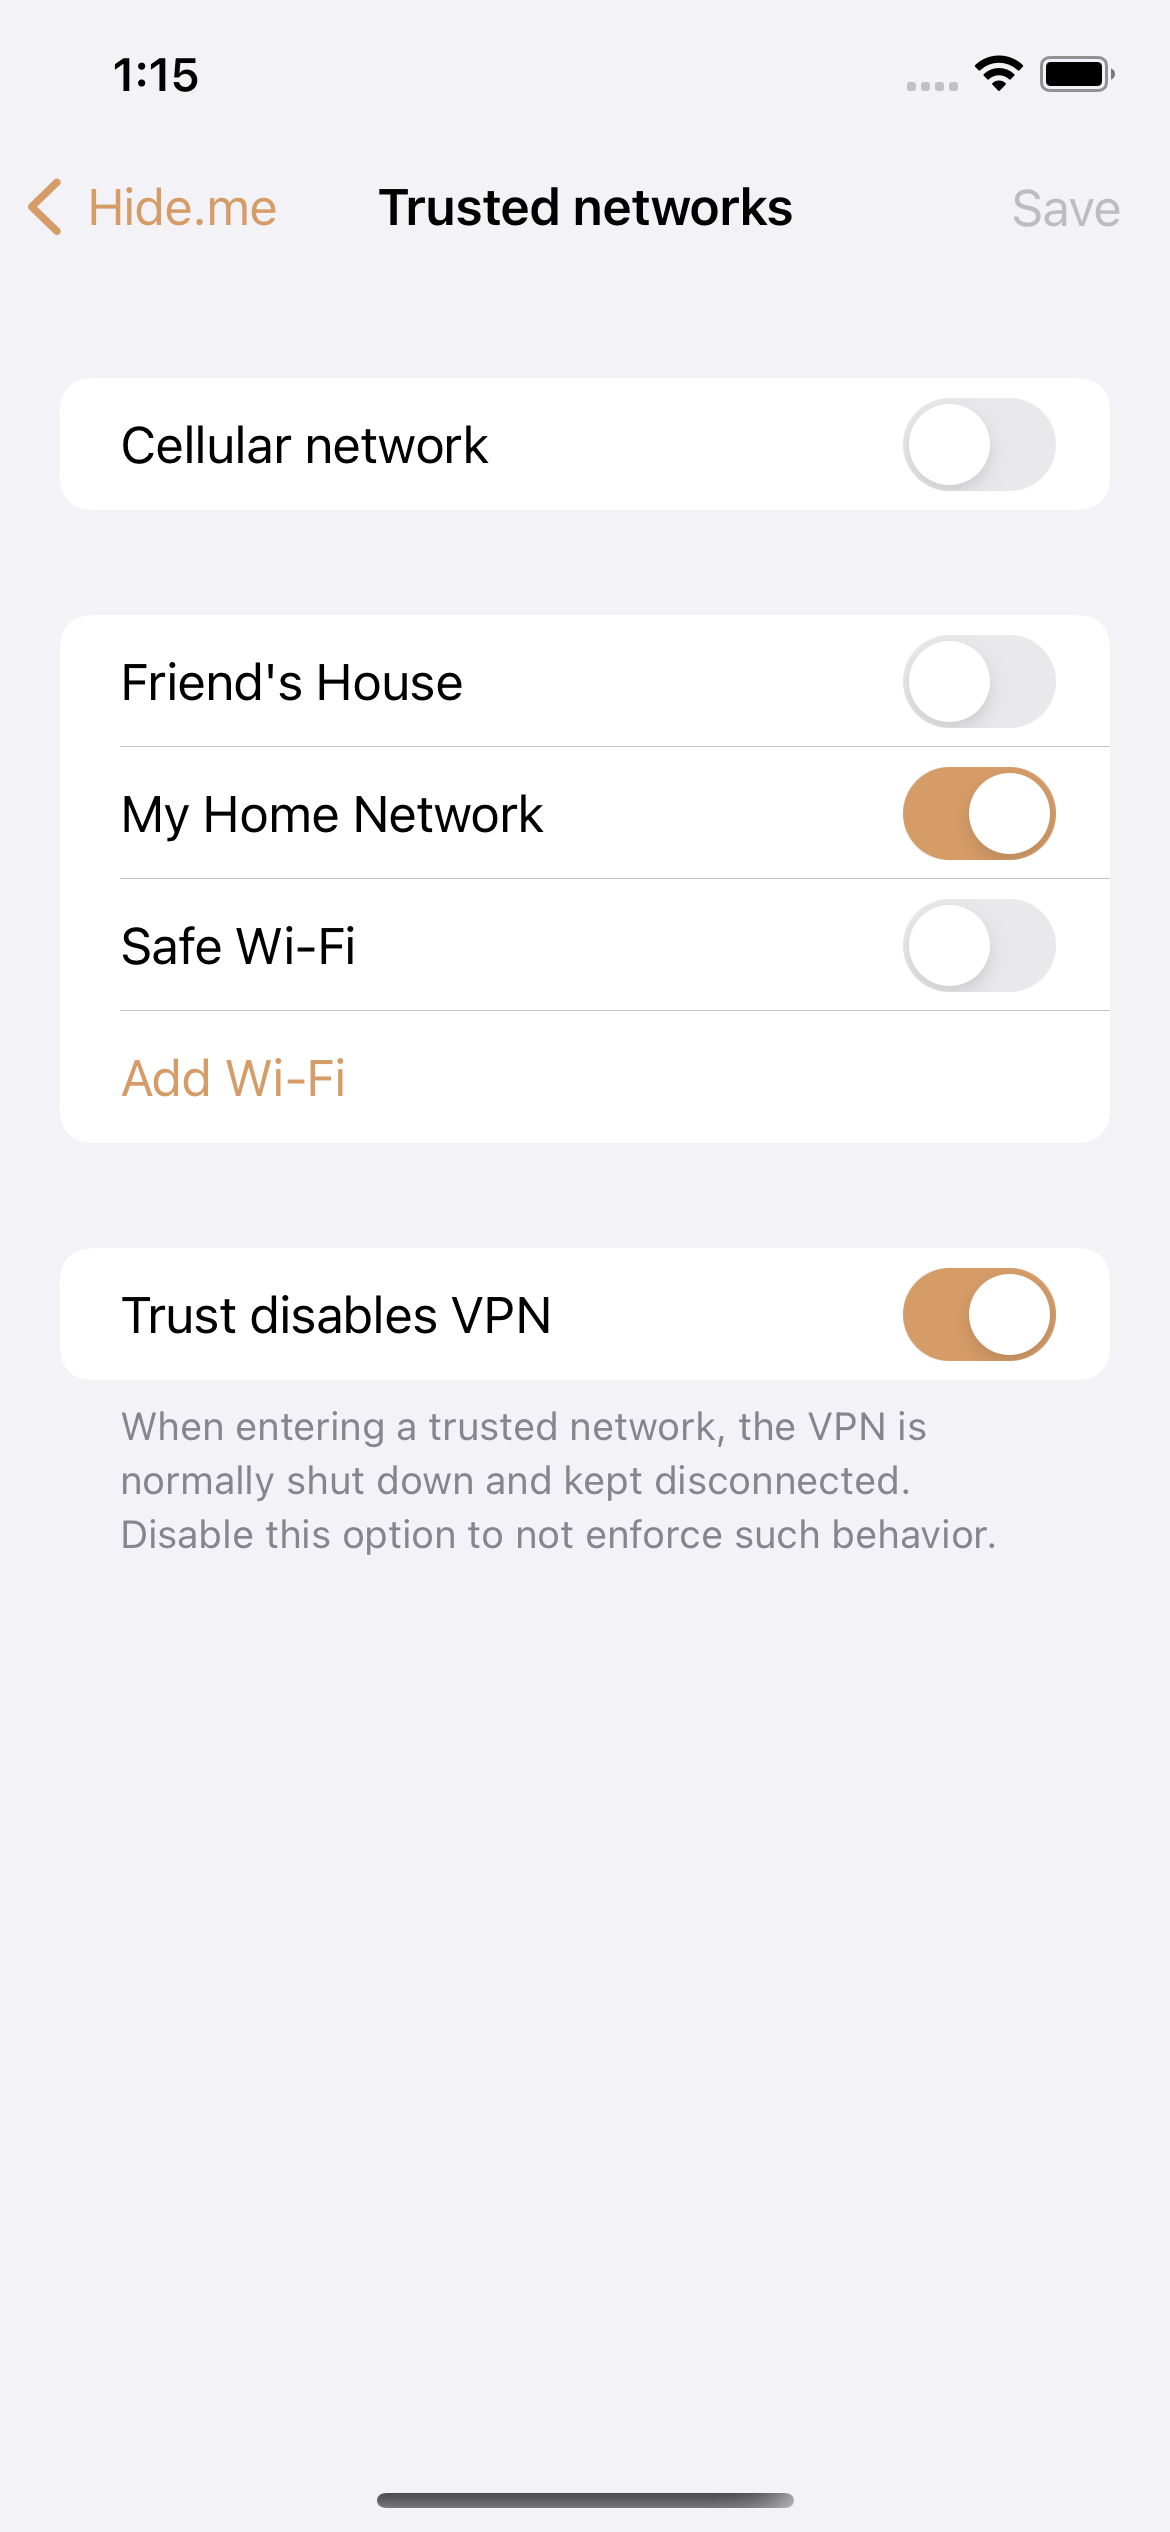 1:15
Hide.me
Trusted networks
Save
Cellular network
Friend's House
My Home Network
Safe Wi-Fi
Add Wi-Fi
Trust disables VPN
When entering a trusted network, the VPN is
normally shut down and kept disconnected.
Disable this option to not enforce such behavior.